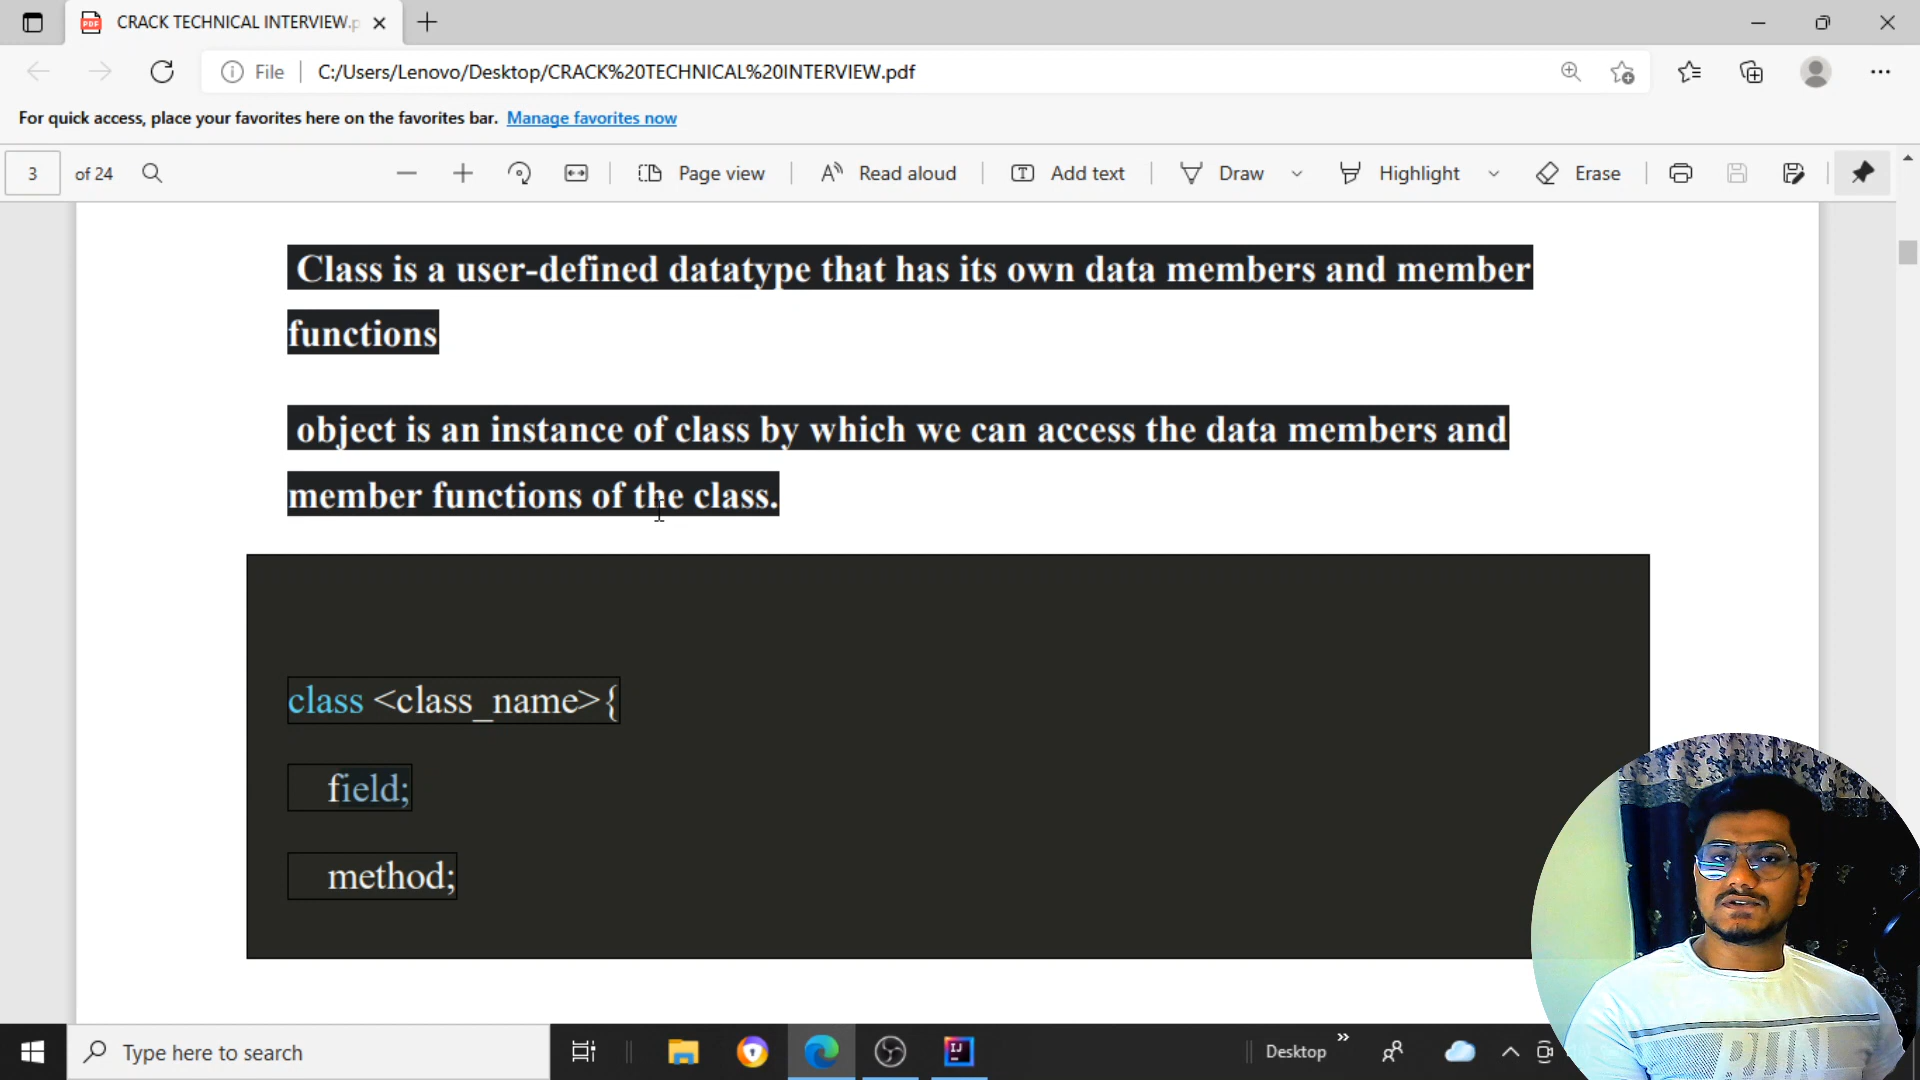 CRACK TECHNICAL INTERVIEW.p
File
C:/Users/Lenovo/Desktop/CRACK%20TECHNICAL%20INTERVIEW.pdf
For quick access, place your favorites here on the favorites bar. Manage favorites now
3 of 24
Page view
Read aloud
Add text
Draw
Highlight
Erase
Class is a user-defined datatype that has its own data members and member
functions
object is an instance of class by which we can access the data members and
member functions of the class.
class <class_name>{
field;
method;
RUN
Type here to search
IJ
Desktop